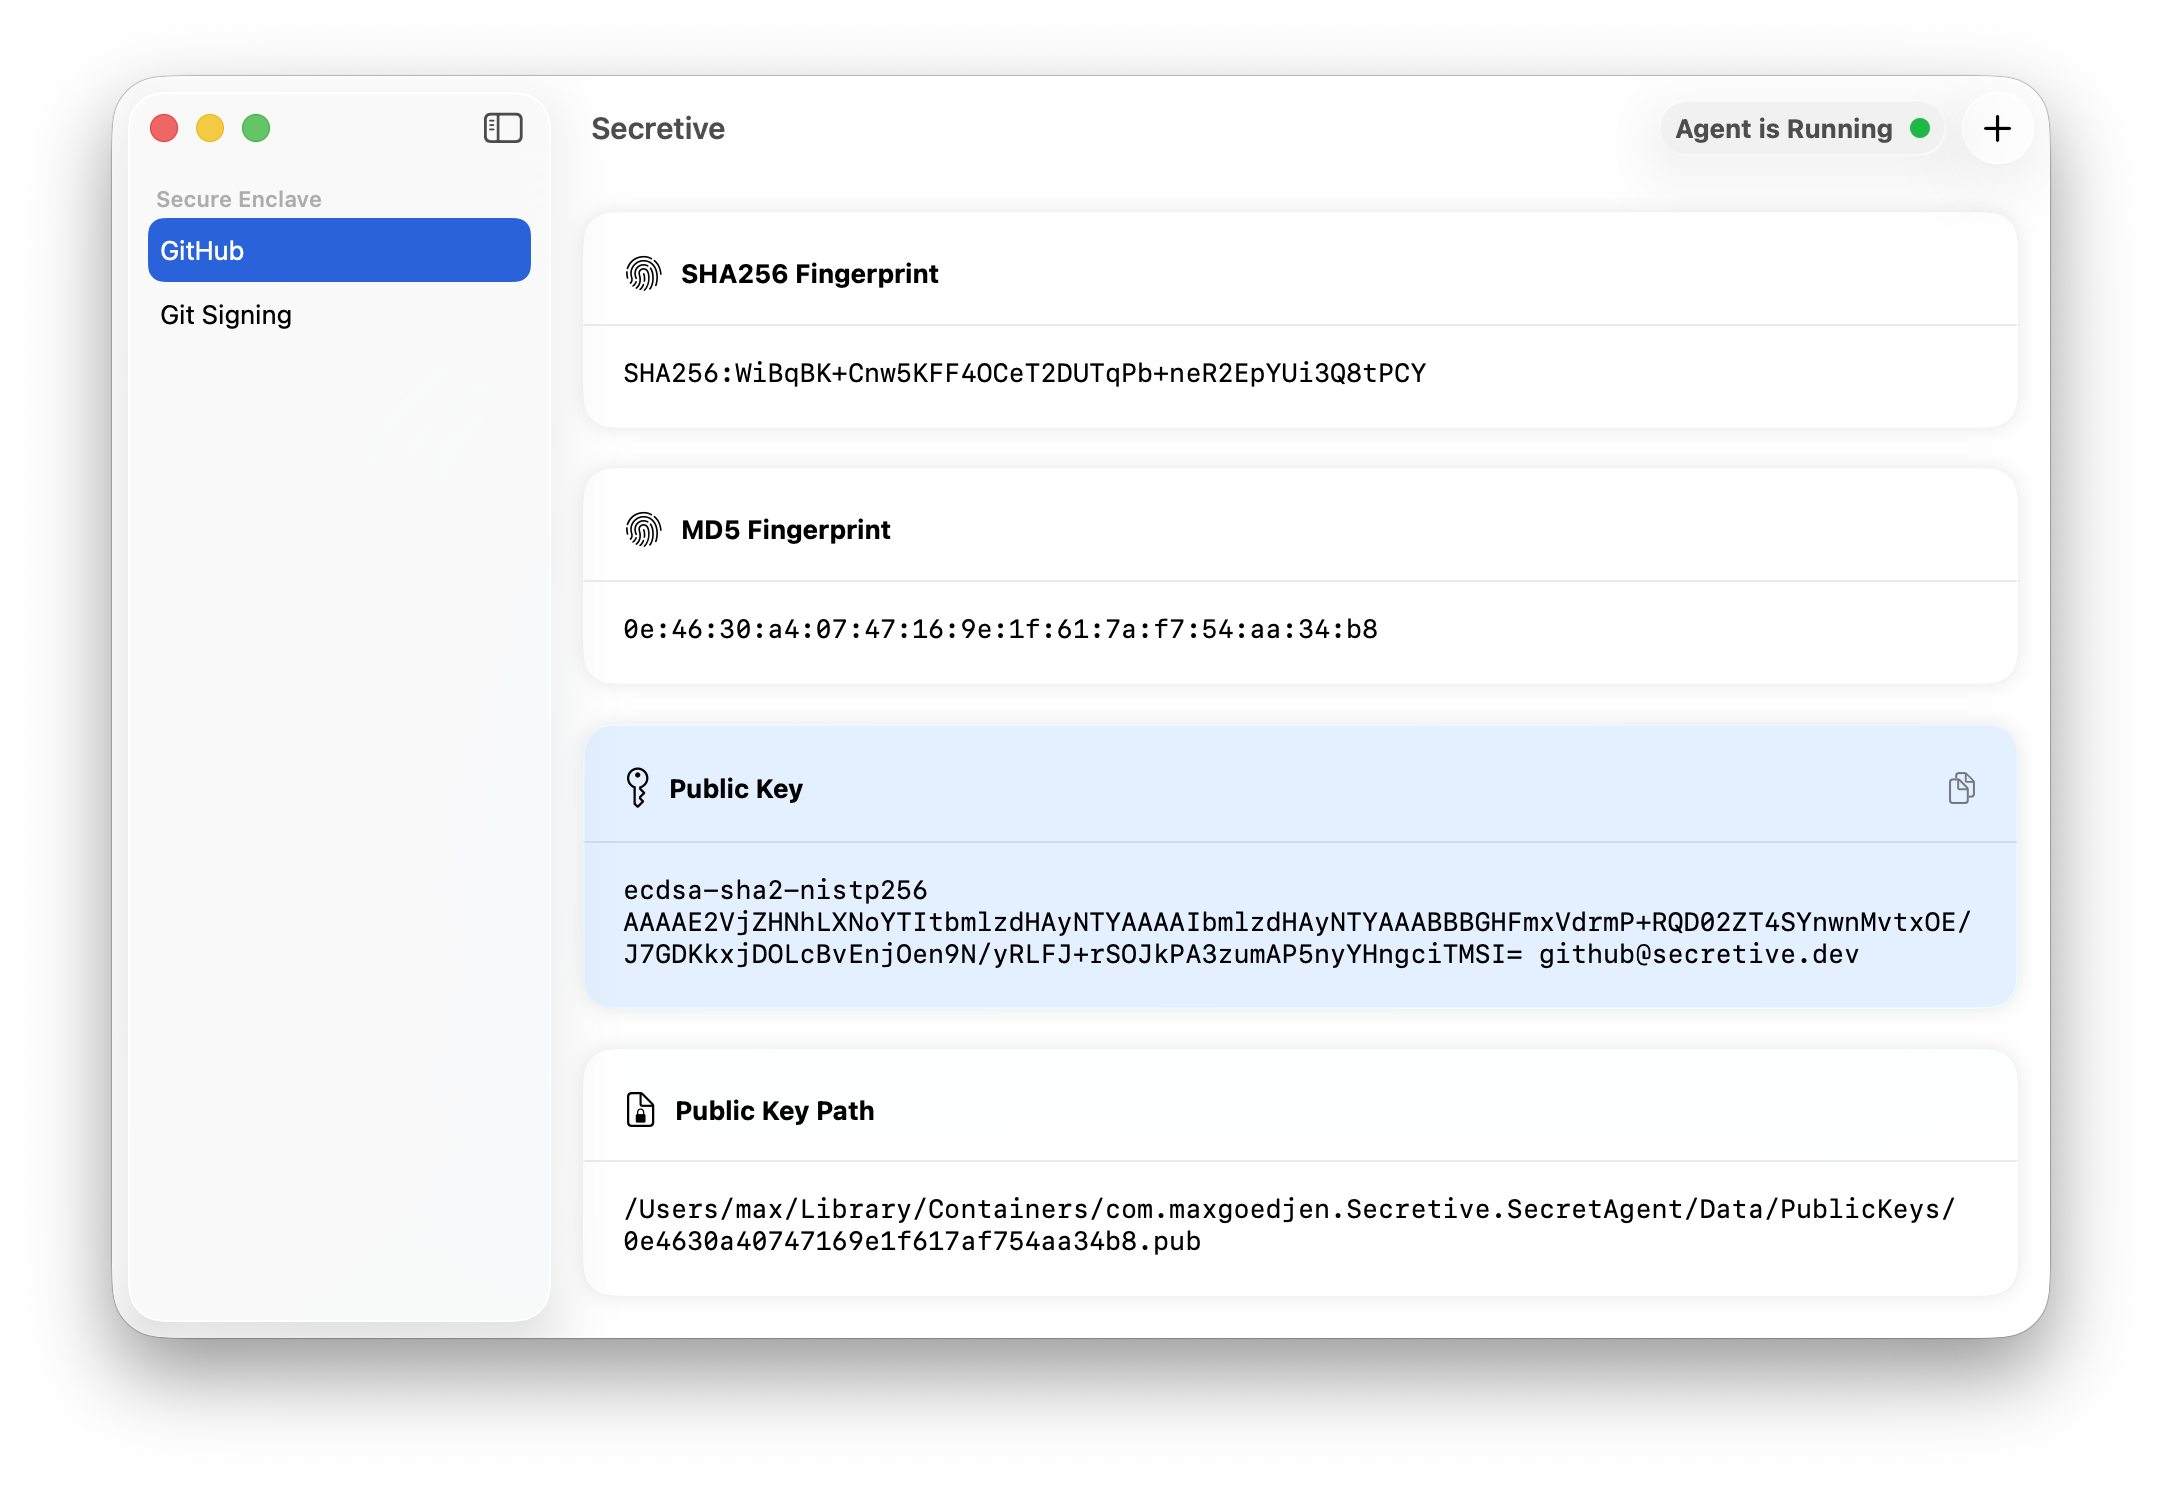 Secretive
Agent is Running
Secure Enclave
GitHub
Git Signing
SHA256 Fingerprint
SHA256:WiBqBK+Cnw5KFF4OCeT2DUTqPb+neR2EpYUi3Q8tPCY
MD5 Fingerprint
0e:46:30:a4:07:47:16:9e:1f:61:7a:f7:54:aa:34:b8
Public Key
ecdsa-sha2-nistp256
AAAAE2VjZHNhLXNoYTItbmlzdHAyNTYAAAAIbmlzdHAyNTYAAABBBGHFmxVdrmP+RQD02ZT4SYnwnMvtxOE/
J7GDKkxjDOLcBvEnjOen9N/yRLFJ+rSOJkPA3zumAP5nyYHngciTMSI= github@secretive.dev
Public Key Path
/Users/max/Library/Containers/com.maxgoedjen.Secretive.SecretAgent/Data/PublicKeys/
0e4630a40747169e1f617af754aa34b8.pub